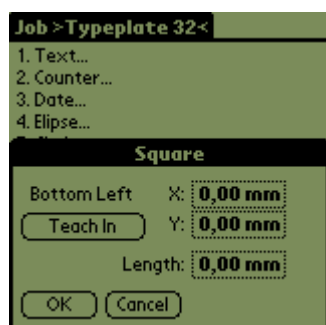 Job >Typeplate 32<
1. Text...
2. Counter...
3. Date...
4. Elipse...
Square
Bottom Left X: 0,00 mm
Teach In Y: 0,00 mm
Length: 0,00 mm
OK Cancel